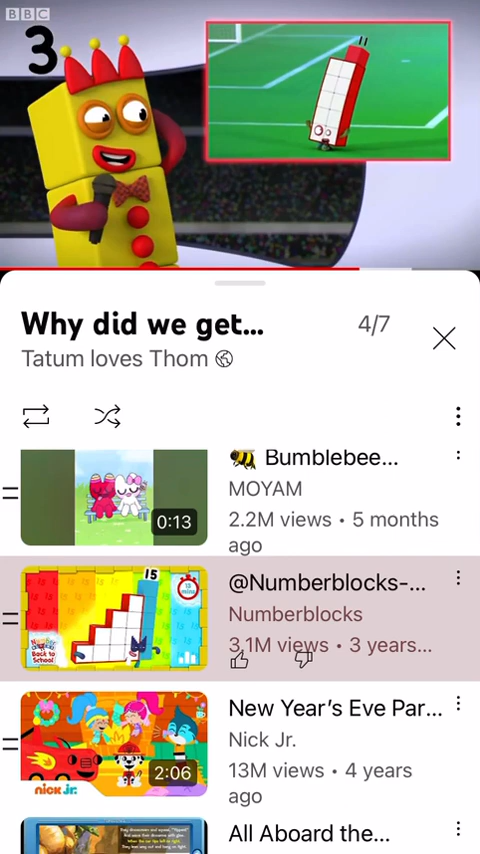 BBC
3
Why did we get...
4/7
Tatum loves Thom
🐝 Bumblebee...
MOYAM
2.2M views • 5 months
ago
0:13
@Numberblocks-...
Numberblocks
3.1M views • 3 years...
15
Back to
School
New Year's Eve Par...
Nick Jr.
13M views • 4 years
ago
2:06
nick jr.
All Aboard the...